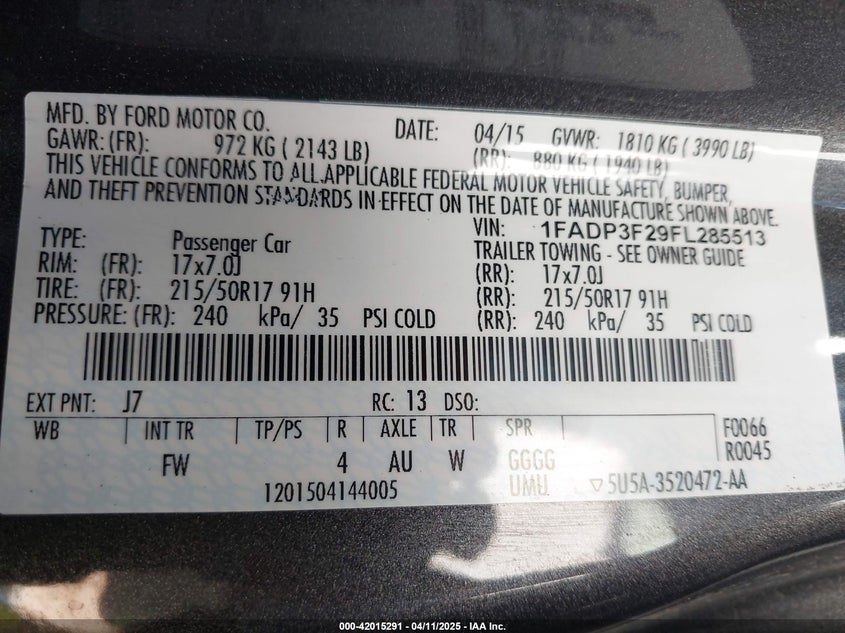 MFD. BY FORD MOTOR CO. DATE: 04/15 GVWR: 1810 KG ( 3990 LB)
GAWR: (FR): 972 KG ( 2143 LB) (RR): 880 KG ( 1940 LB)
THIS VEHICLE CONFORMS TO ALL APPLICABLE FEDERAL MOTOR VEHICLE SAFETY, BUMPER,
AND THEFT PREVENTION STANDARDS IN EFFECT ON THE DATE OF MANUFACTURE SHOWN ABOVE.
VIN: 1FADP3F29FL285513
TYPE: Passenger Car TRAILER TOWING - SEE OWNER GUIDE
RIM: (FR): 17x7.0J (RR): 17x7.0J
TIRE: (FR): 215/50R17 91H (RR): 215/50R17 91H
PRESSURE: (FR): 240 kPa/ 35 PSI COLD (RR): 240 kPa/ 35 PSI COLD
EXT PNT: J7 RC: 13 DSO:
WB INT TR TP/PS R AXLE TR SPR F0066
FW 4 AU W GGGG R0045
1201504144005 UMU ▽5U5A-3520472-AA
000-42015291 - 04/11/2025 - IAA Inc.